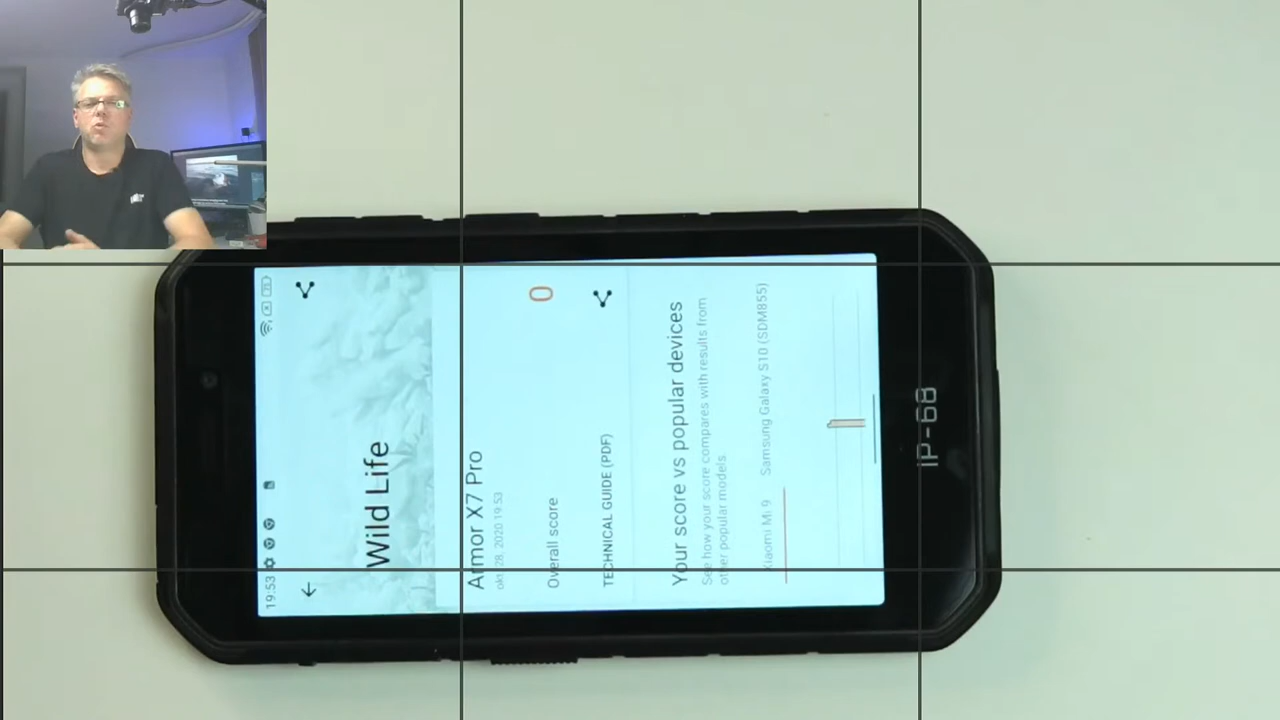 19:53
Wild Life
Armor X7 Pro
okt. 28, 2020 19:53
Overall score
0
TECHNICAL GUIDE (PDF)
Your score vs popular devices
See how your score compares with results from
other popular models
Xiaomi Mi 9
Samsung Galaxy S10 (SDM855)
iP-68